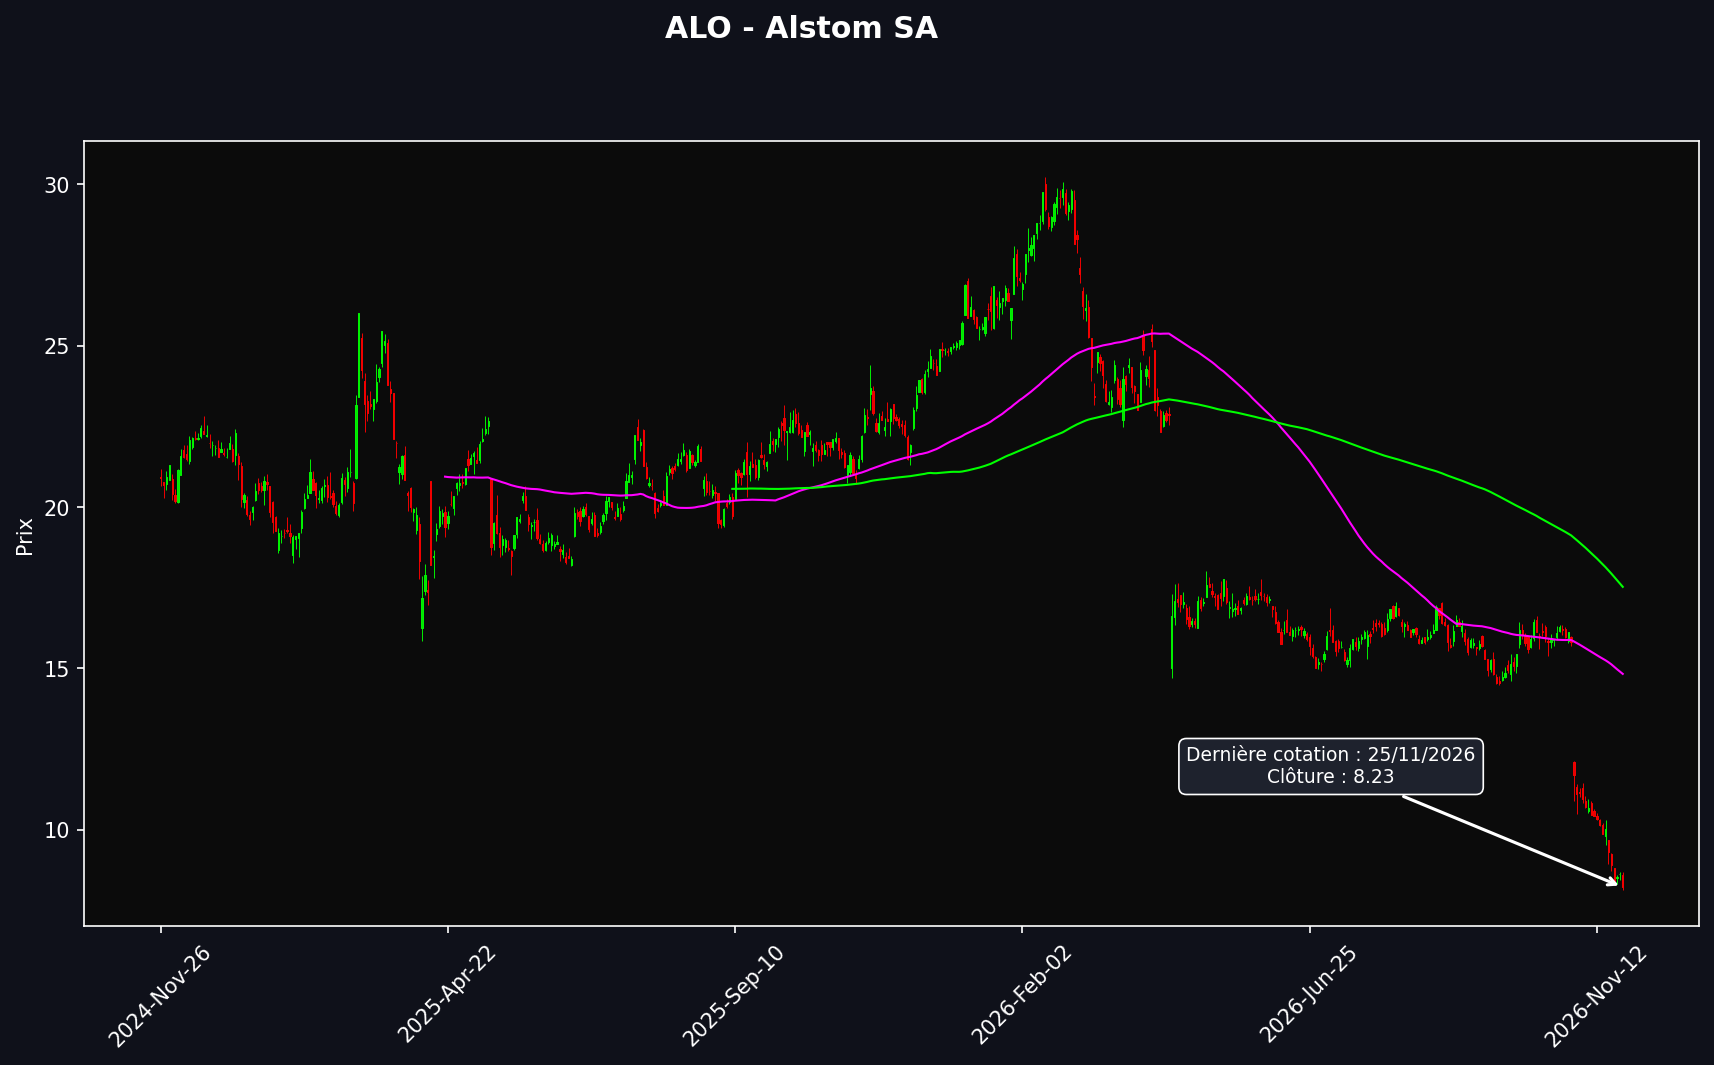 ALO - Alstom SA
Prix
30
25
20
15
10
Dernière cotation : 25/11/2026
Clôture : 8.23
2024-Nov-26
2025-Apr-22
2025-Sep-10
2026-Feb-02
2026-Jun-25
2026-Nov-12